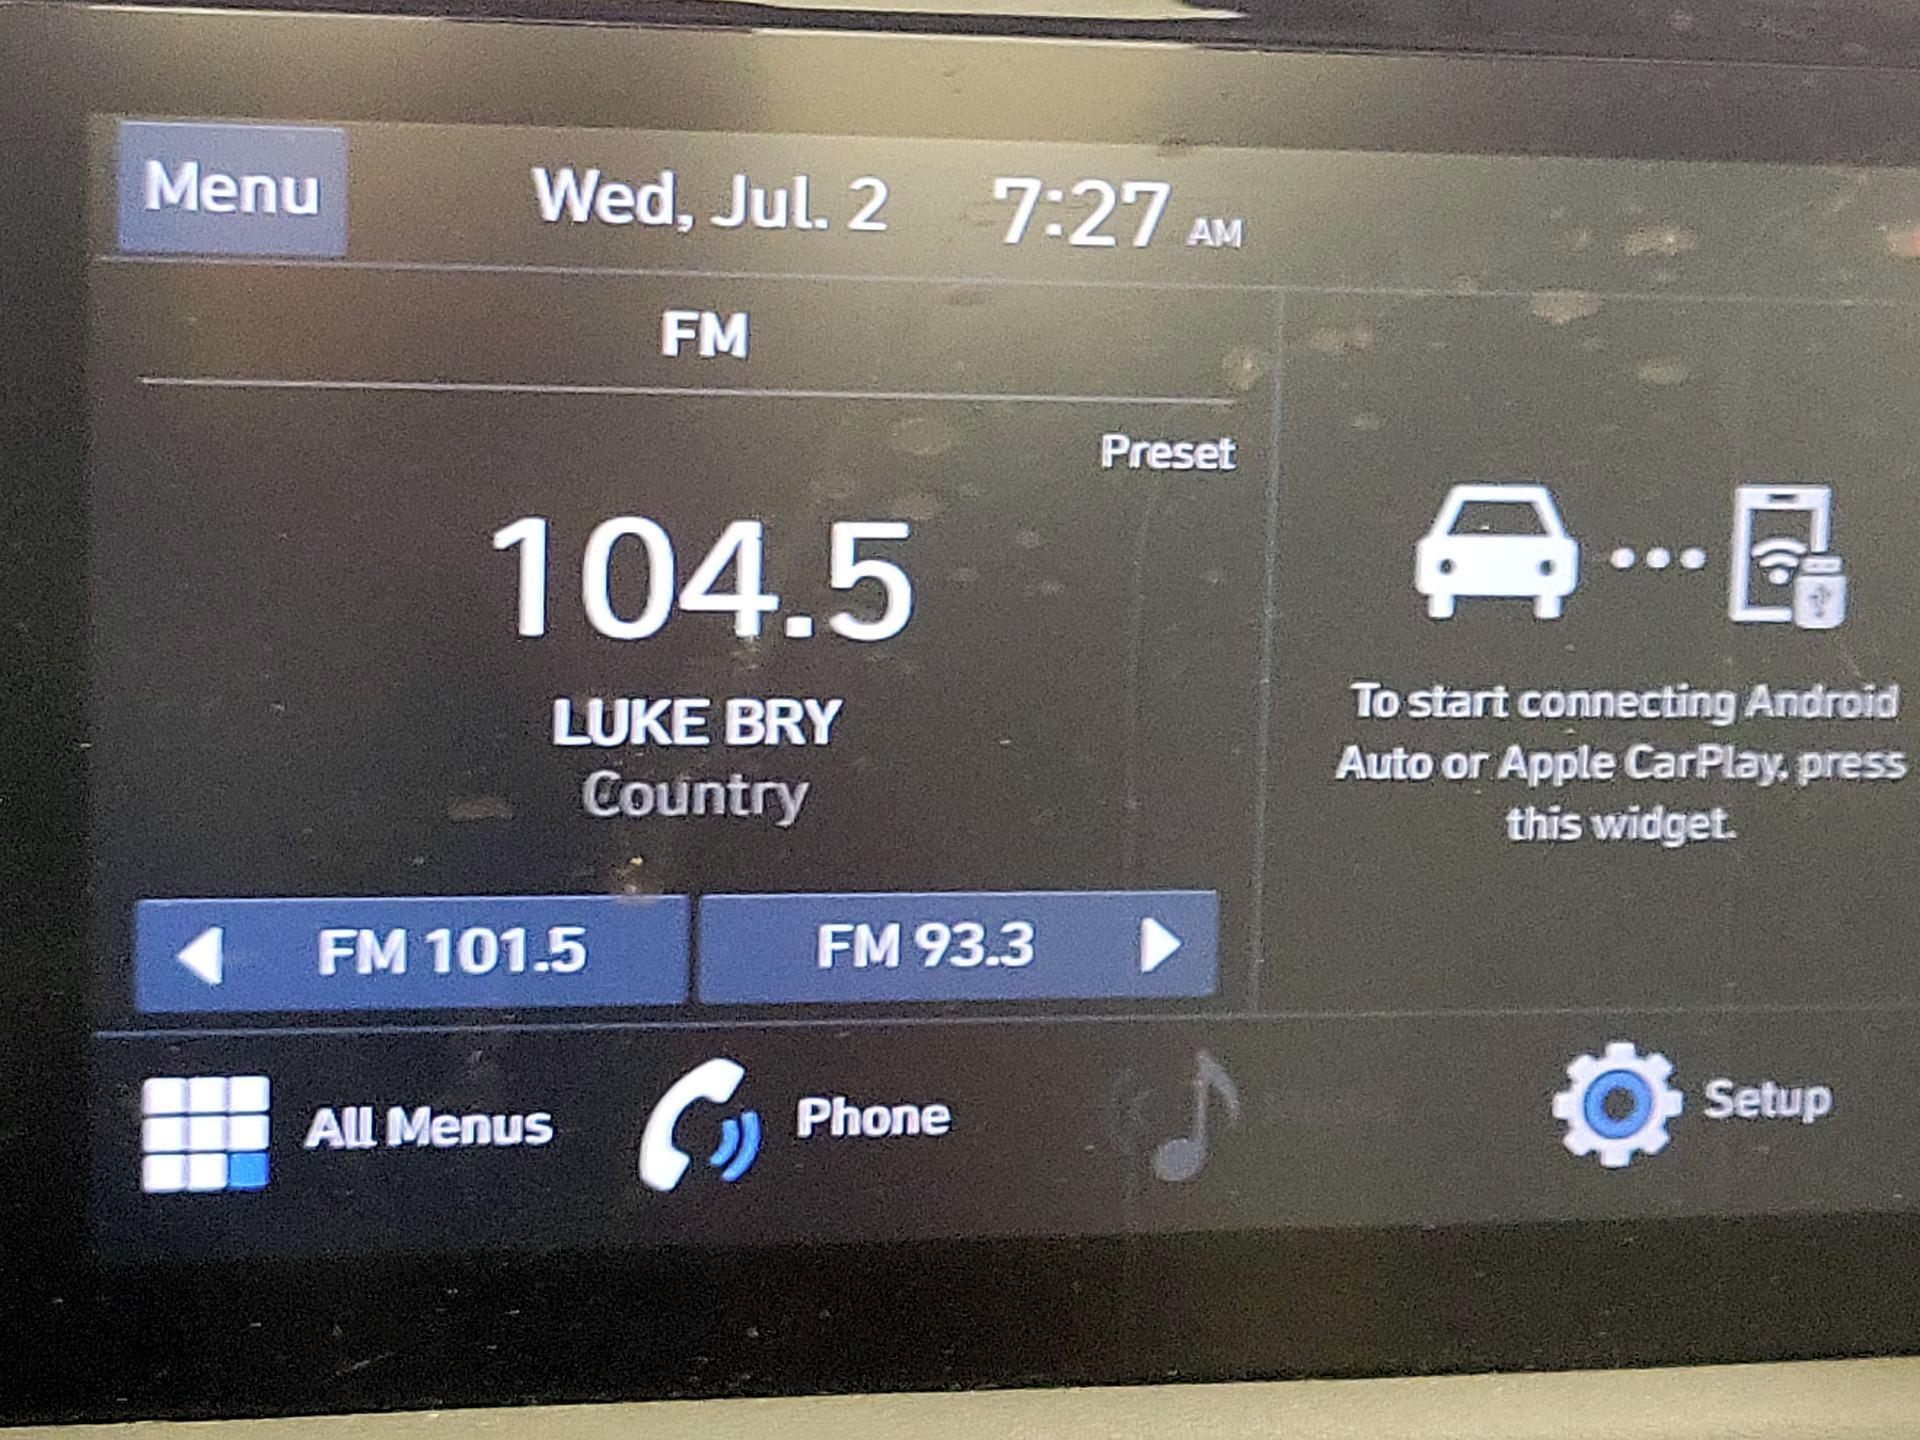 Menu
Wed, Jul. 2 7:27 AM
FM
Preset
104.5
LUKE BRY
Country
FM 101.5
FM 93.3
To start connecting Android
Auto or Apple CarPlay, press
this widget.
All Menus
Phone
Setup